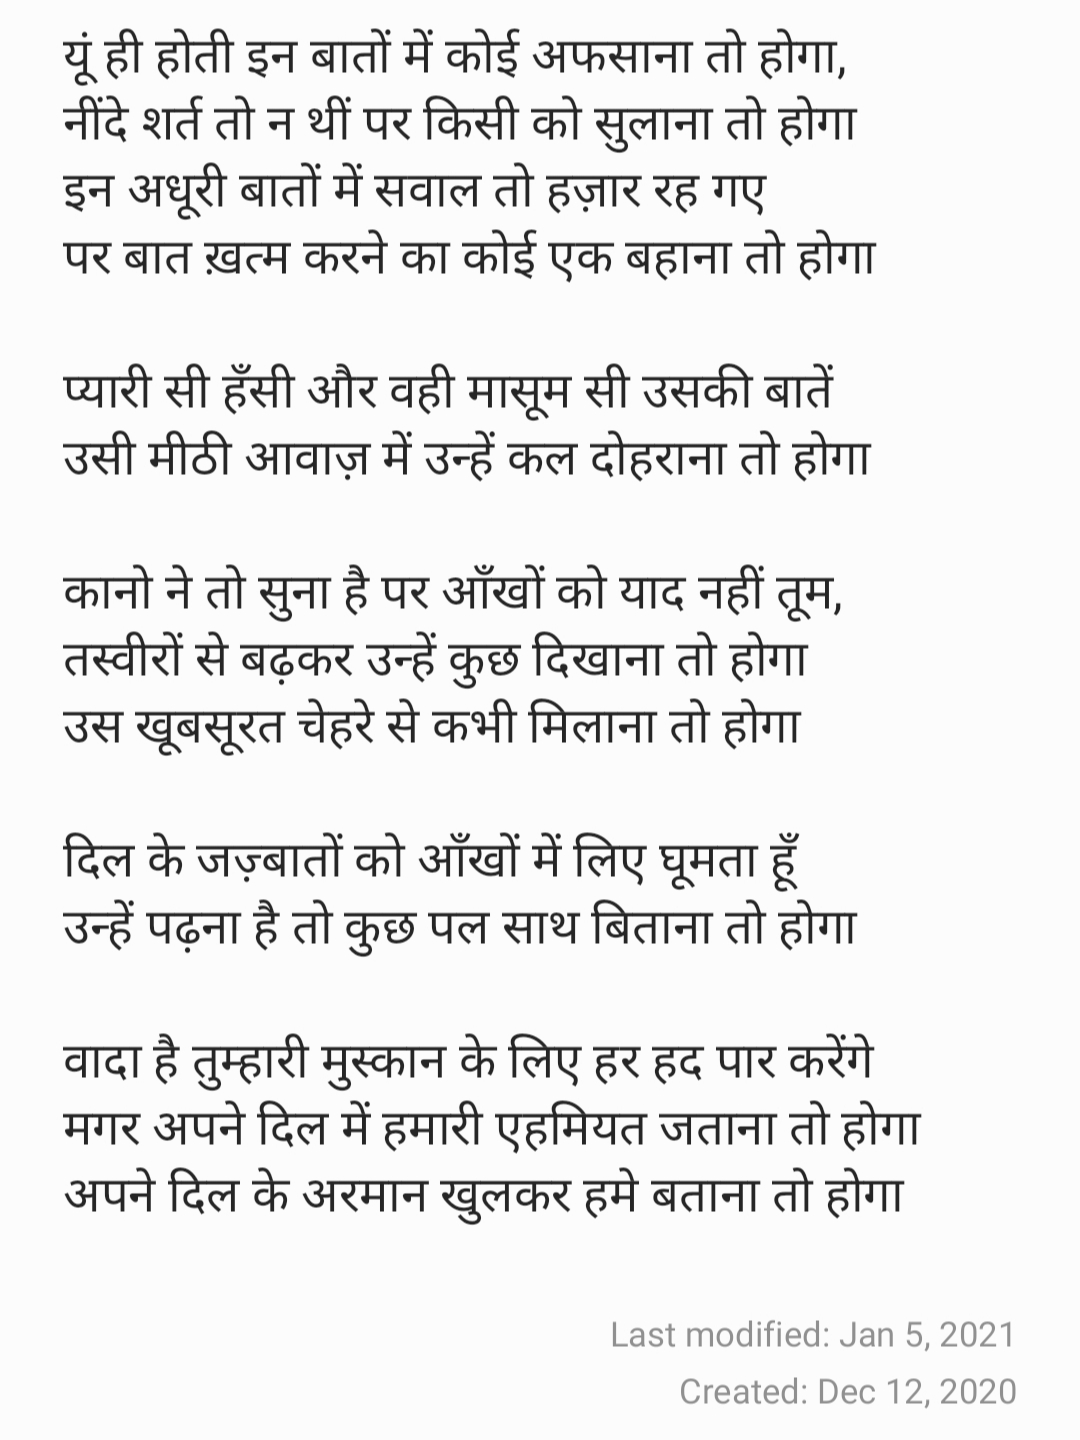 यूं ही होती इन बातों में कोई अफसाना तो होगा,
नींदे शर्त तो न थीं पर किसी को सुलाना तो होगा
इन अधूरी बातों में सवाल तो हज़ार रह गए
पर बात ख़त्म करने का कोई एक बहाना तो होगा
प्यारी सी हँसी और वही मासूम सी उसकी बातें
उसी मीठी आवाज़ में उन्हें कल दोहराना तो होगा
कानो ने तो सुना है पर आँखों को याद नहीं तूम,
तस्वीरों से बढ़कर उन्हें कुछ दिखाना तो होगा
उस खूबसूरत चेहरे से कभी मिलाना तो होगा
दिल के जज़्बातों को आँखों में लिए घूमता हूँ
उन्हें पढ़ना है तो कुछ पल साथ बिताना तो होगा
वादा है तुम्हारी मुस्कान के लिए हर हद पार करेंगे
मगर अपने दिल में हमारी एहमियत जताना तो होगा
अपने दिल के अरमान खुलकर हमे बताना तो होगा
Last modified: Jan 5, 2021
Created: Dec 12, 2020